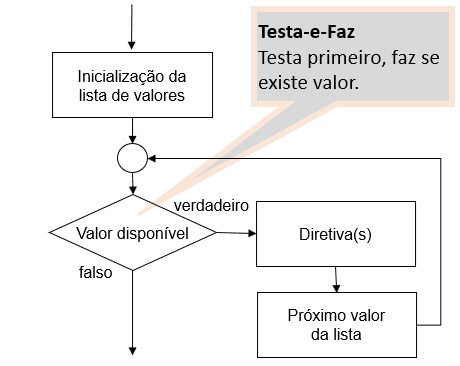 Testa-e-Faz
Testa primeiro, faz se
existe valor.
Inicialização da
lista de valores
verdadeiro
Valor disponível
Diretiva(s)
falso
Próximo valor
da lista